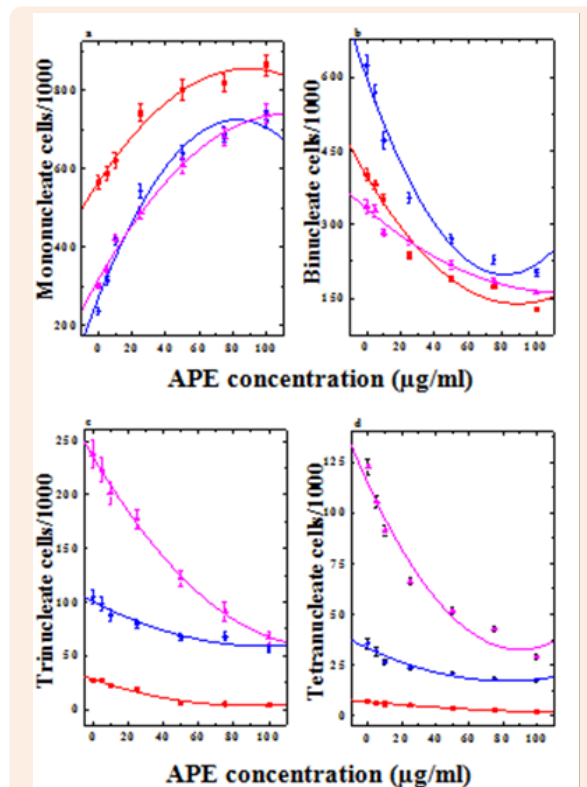 a
Mononucleate cells/1000
800
600
400
200
0 20 40 60 80 100
b
Binucleate cells/1000
600
450
300
150
0 20 40 60 80 100
APE concentration (µg/ml)
c
Trinucleate cells/1000
250
200
150
100
50
0
0 20 40 60 80 100
d
Tetranucleate cells/1000
125
100
75
50
25
0
0 20 40 60 80 100
APE concentration (µg/ml)